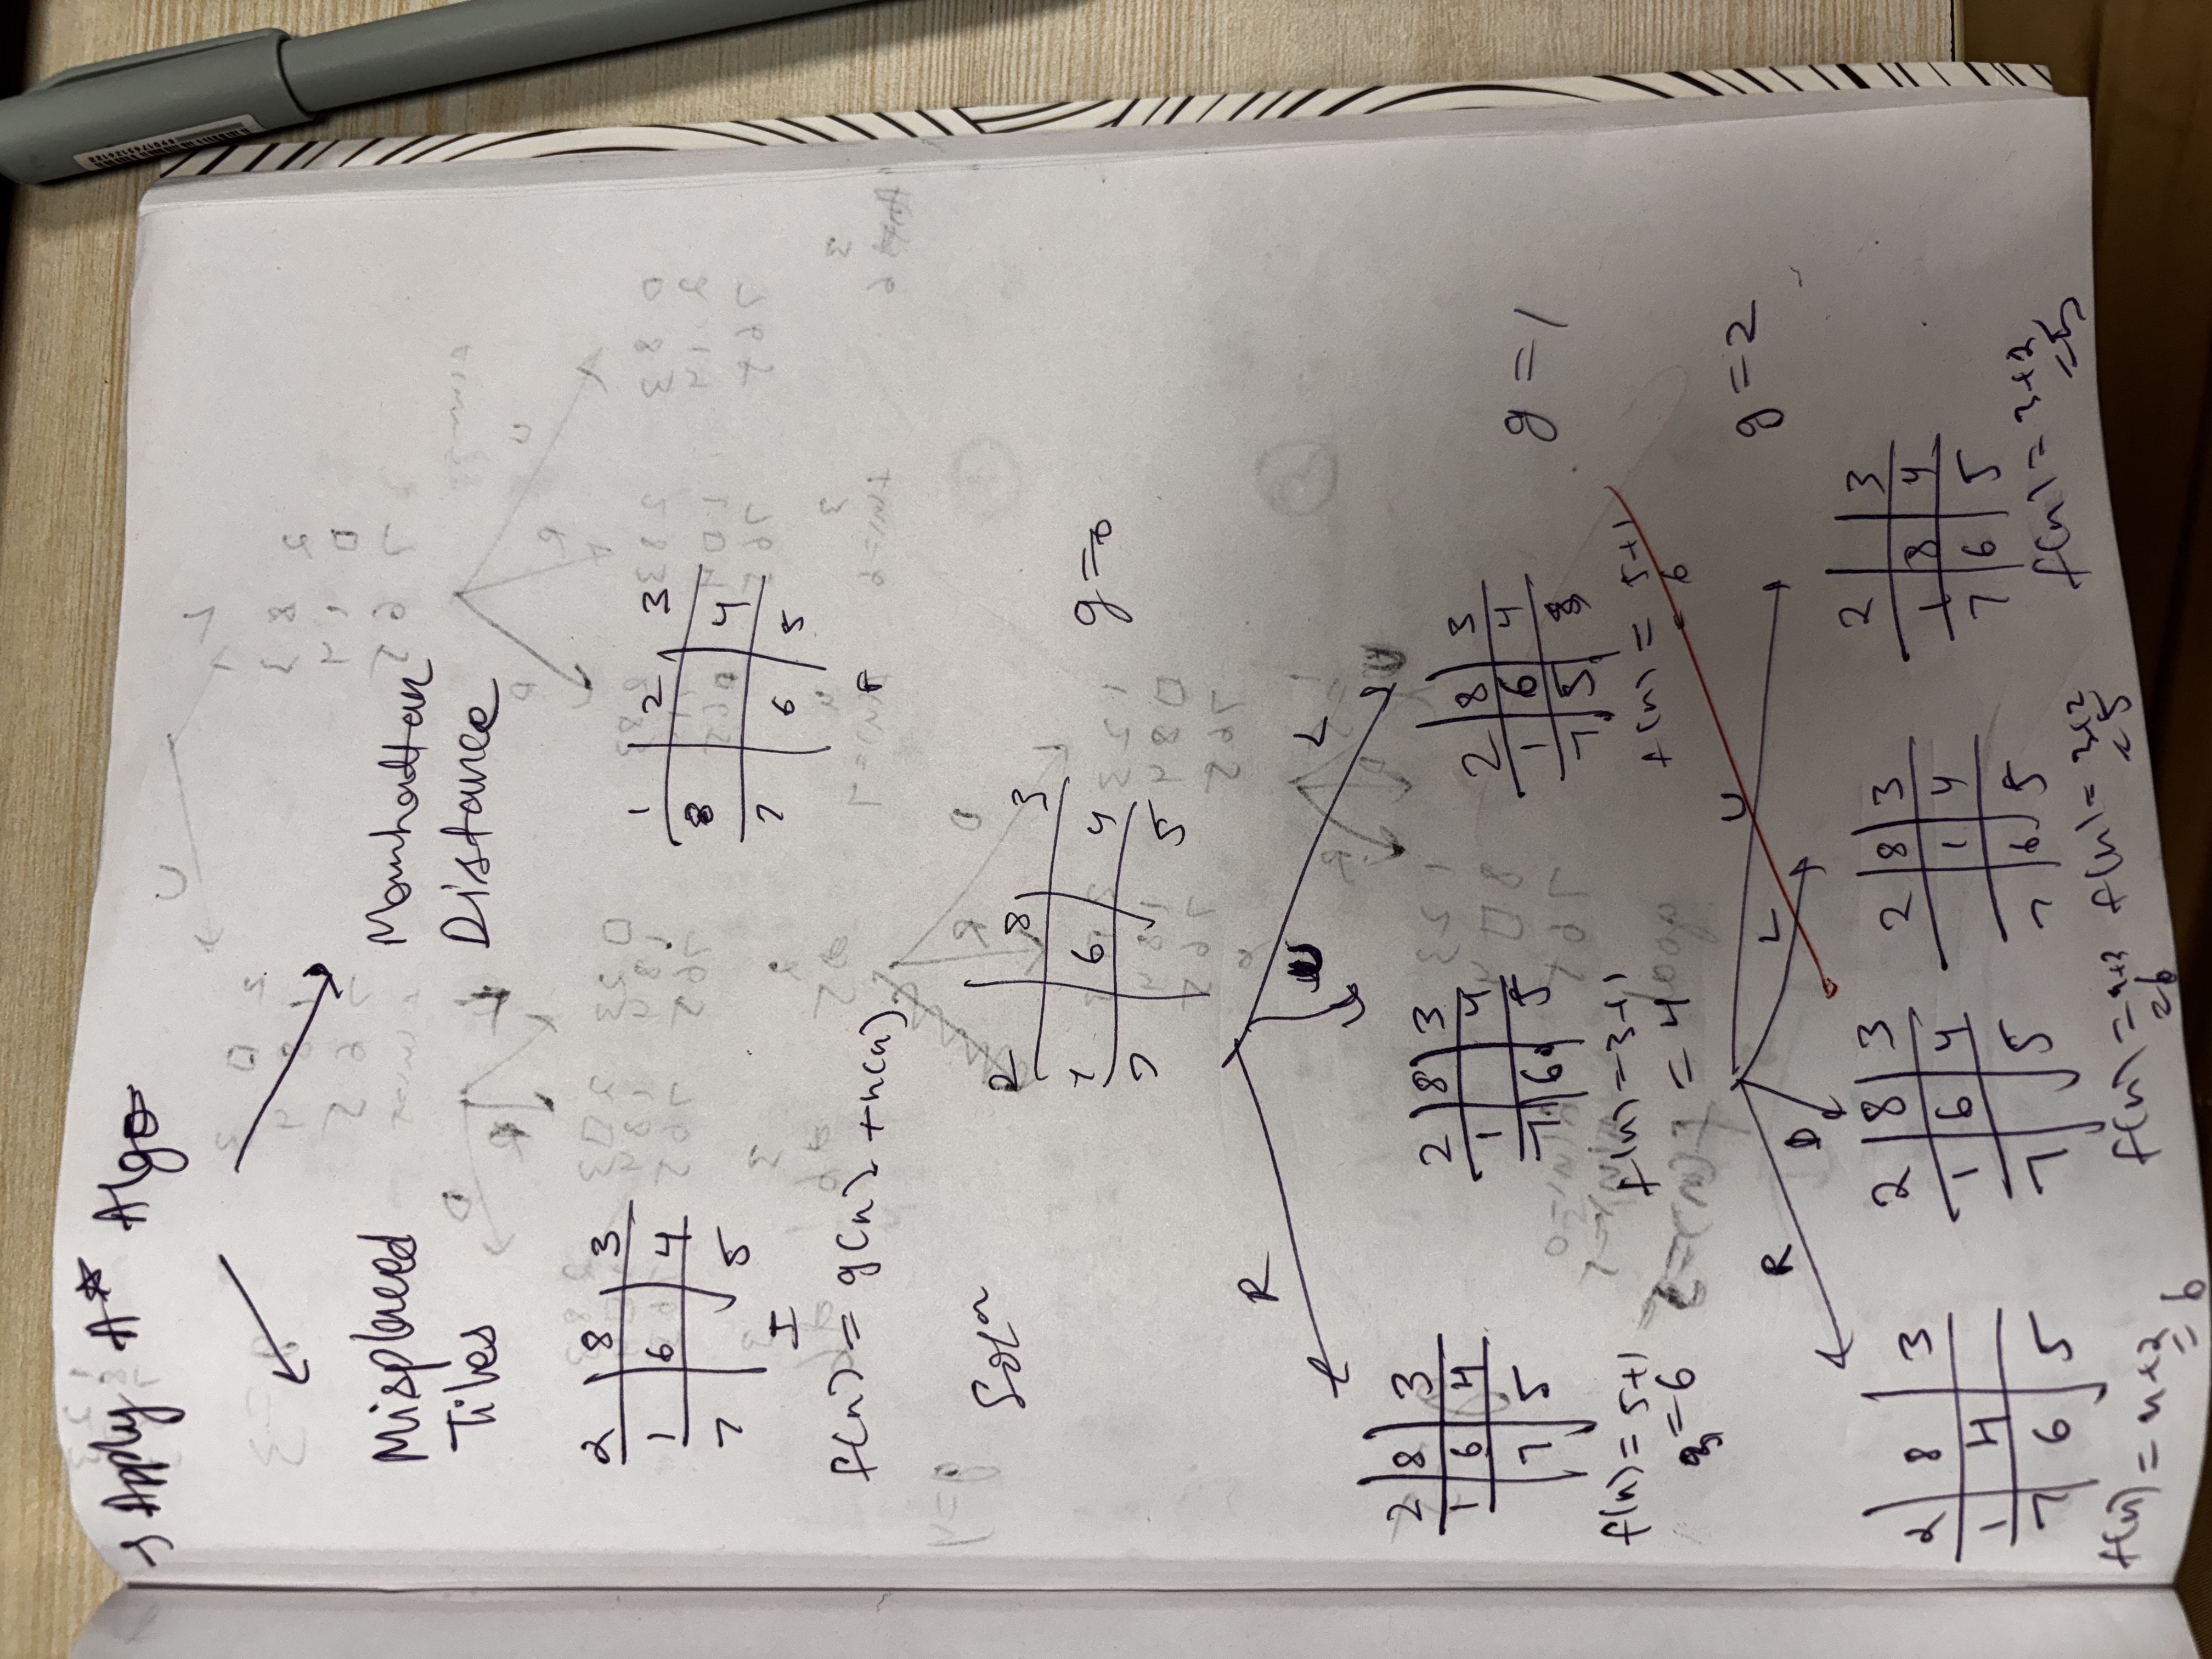 → Apply A* Algo
Misplaced Tiles
Manhattan Distance
2 8 3
1 6 4
7 5
I
1 2 3
8 4
7 6 5
F
f(n) = g(n) + h(n)
Solⁿ
2 8 3
1 6 4
7 5
g=0
R U L
2 8 3
1 6 4
7 5
f(n) = 5+1
= 6
2 8 3
1 4
7 6 5
f(n) = 3+1
= 4
2 8 3
1 6 4
7 5
f(n) = 5+1
= 6
g=1
R D L U
g=2
2 8 3
1 4
7 6 5
f(n) = 4+2
= 6
2 8 3
1 6 4
7 5
f(n) =
=6
2 8 3
1 4
7 6 5
f(n) = 3+2
= 5
2 3
1 8 4
7 6 5
f(n) = 3+2
=5